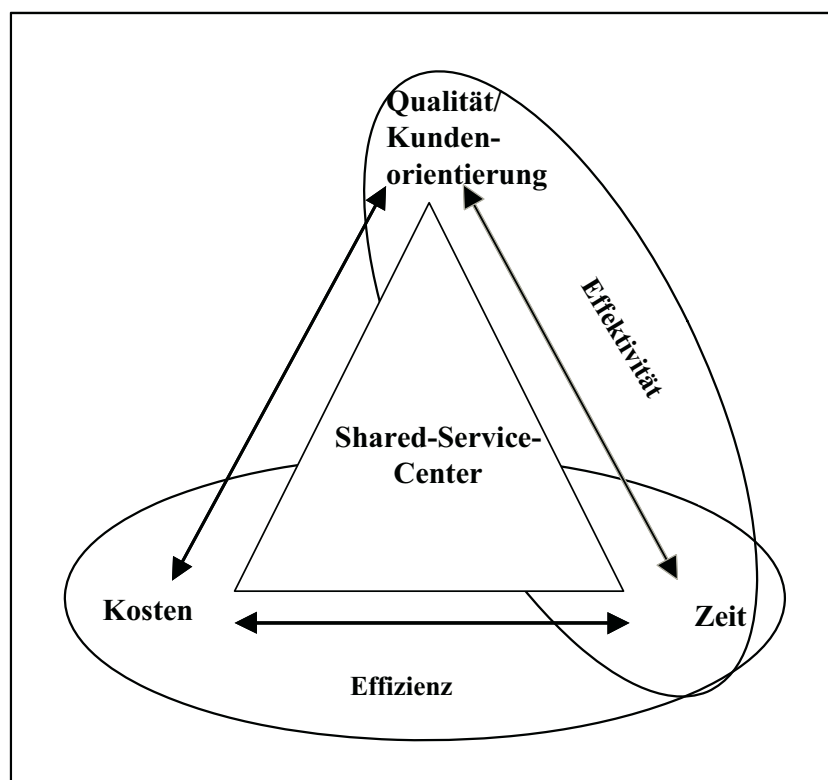 Qualität/
Kunden-
orientierung
Effektivität
Shared-Service-
Center
Kosten
Zeit
Effizienz